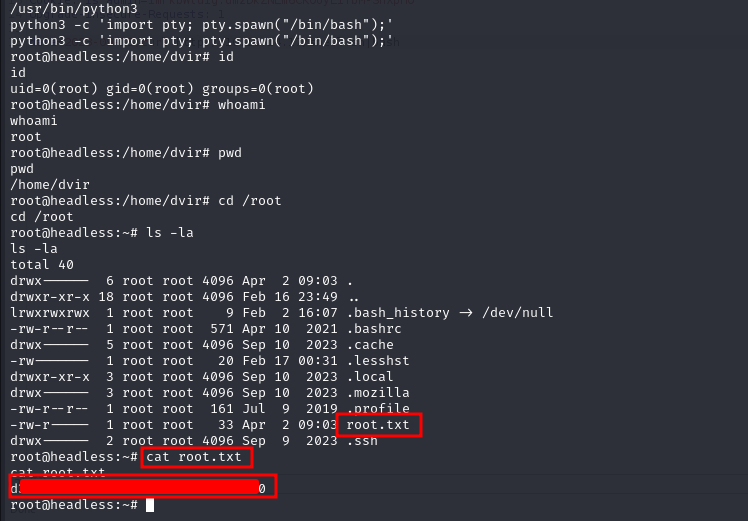 /usr/bin/python3
python3 -c 'import pty; pty.spawn("/bin/bash");'
python3 -c 'import pty; pty.spawn("/bin/bash");'
root@headless:/home/dvir# id
id
uid=0(root) gid=0(root) groups=0(root)
root@headless:/home/dvir# whoami
whoami
root
root@headless:/home/dvir# pwd
pwd
/home/dvir
root@headless:/home/dvir# cd /root
cd /root
root@headless:~# ls -la
ls -la
total 40
drwx------  6 root root 4096 Apr  2 09:03 .
drwxr-xr-x 18 root root 4096 Feb 16 23:49 ..
lrwxrwxrwx  1 root root    9 Feb  2 16:07 .bash_history -> /dev/null
-rw-r--r--  1 root root  571 Apr 10  2021 .bashrc
drwx------  5 root root 4096 Sep 10  2023 .cache
-rw-------  1 root root   20 Feb 17 00:31 .lesshst
drwxr-xr-x  3 root root 4096 Sep 10  2023 .local
drwx------  3 root root 4096 Sep 10  2023 .mozilla
-rw-r--r--  1 root root  161 Jul  9  2019 .profile
-rw-r-----  1 root root   33 Apr  2 09:03 root.txt
drwx------  2 root root 4096 Sep  9  2023 .ssh
root@headless:~# cat root.txt
cat root.txt
root@headless:~#